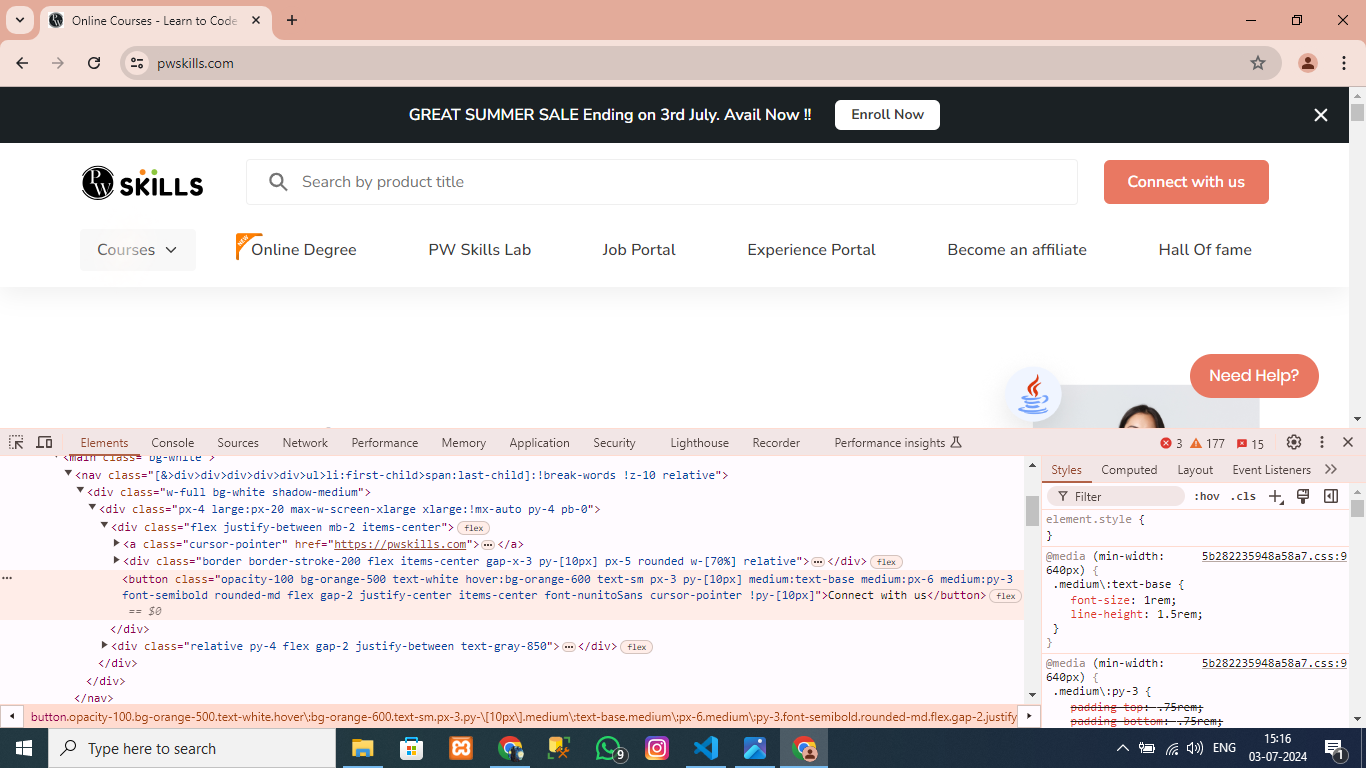 Online Courses - Learn to Code
pwskills.com
GREAT SUMMER SALE Ending on 3rd July. Avail Now !!
Enroll Now
PW SKILLS
Search by product title
Connect with us
Courses
NEW
Online Degree
PW Skills Lab
Job Portal
Experience Portal
Become an affiliate
Hall Of fame
Need Help?
Elements Console Sources Network Performance Memory Application Security Lighthouse Recorder Performance insights 3 177 15
<main class="bg-white">
<nav class="[&>div>div>div>div>div>ul>li:first-child>span:last-child]:!break-words !z-10 relative">
<div class="w-full bg-white shadow-medium">
<div class="px-4 large:px-20 max-w-screen-xlarge xlarge:!mx-auto py-4 pb-0">
<div class="flex justify-between mb-2 items-center"> flex
<a class="cursor-pointer" href="https://pwskills.com">…</a>
<div class="border border-stroke-200 flex items-center gap-x-3 py-[10px] px-5 rounded w-[70%] relative">…</div> flex
<button class="opacity-100 bg-orange-500 text-white hover:bg-orange-600 text-sm px-3 py-[10px] medium:text-base medium:px-6 medium:py-3
font-semibold rounded-md flex gap-2 justify-center items-center font-nunitoSans cursor-pointer !py-[10px]">Connect with us</button> flex
== $0
</div>
<div class="relative py-4 flex gap-2 justify-between text-gray-850">…</div> flex
</div>
</div>
</nav>
button.opacity-100.bg-orange-500.text-white.hover\:bg-orange-600.text-sm.px-3.py-\[10px\].medium\:text-base.medium\:px-6.medium\:py-3.font-semibold.rounded-md.flex.gap-2.justify
Styles Computed Layout Event Listeners
Filter :hov .cls
element.style {
}
@media (min-width: 5b282235948a58a7.css:9
640px) {
.medium\:text-base {
font-size: 1rem;
line-height: 1.5rem;
}
}
@media (min-width: 5b282235948a58a7.css:9
640px) {
.medium\:py-3 {
padding-top: .75rem;
padding-bottom: .75rem;
Type here to search
9
ENG
15:16
03-07-2024
1